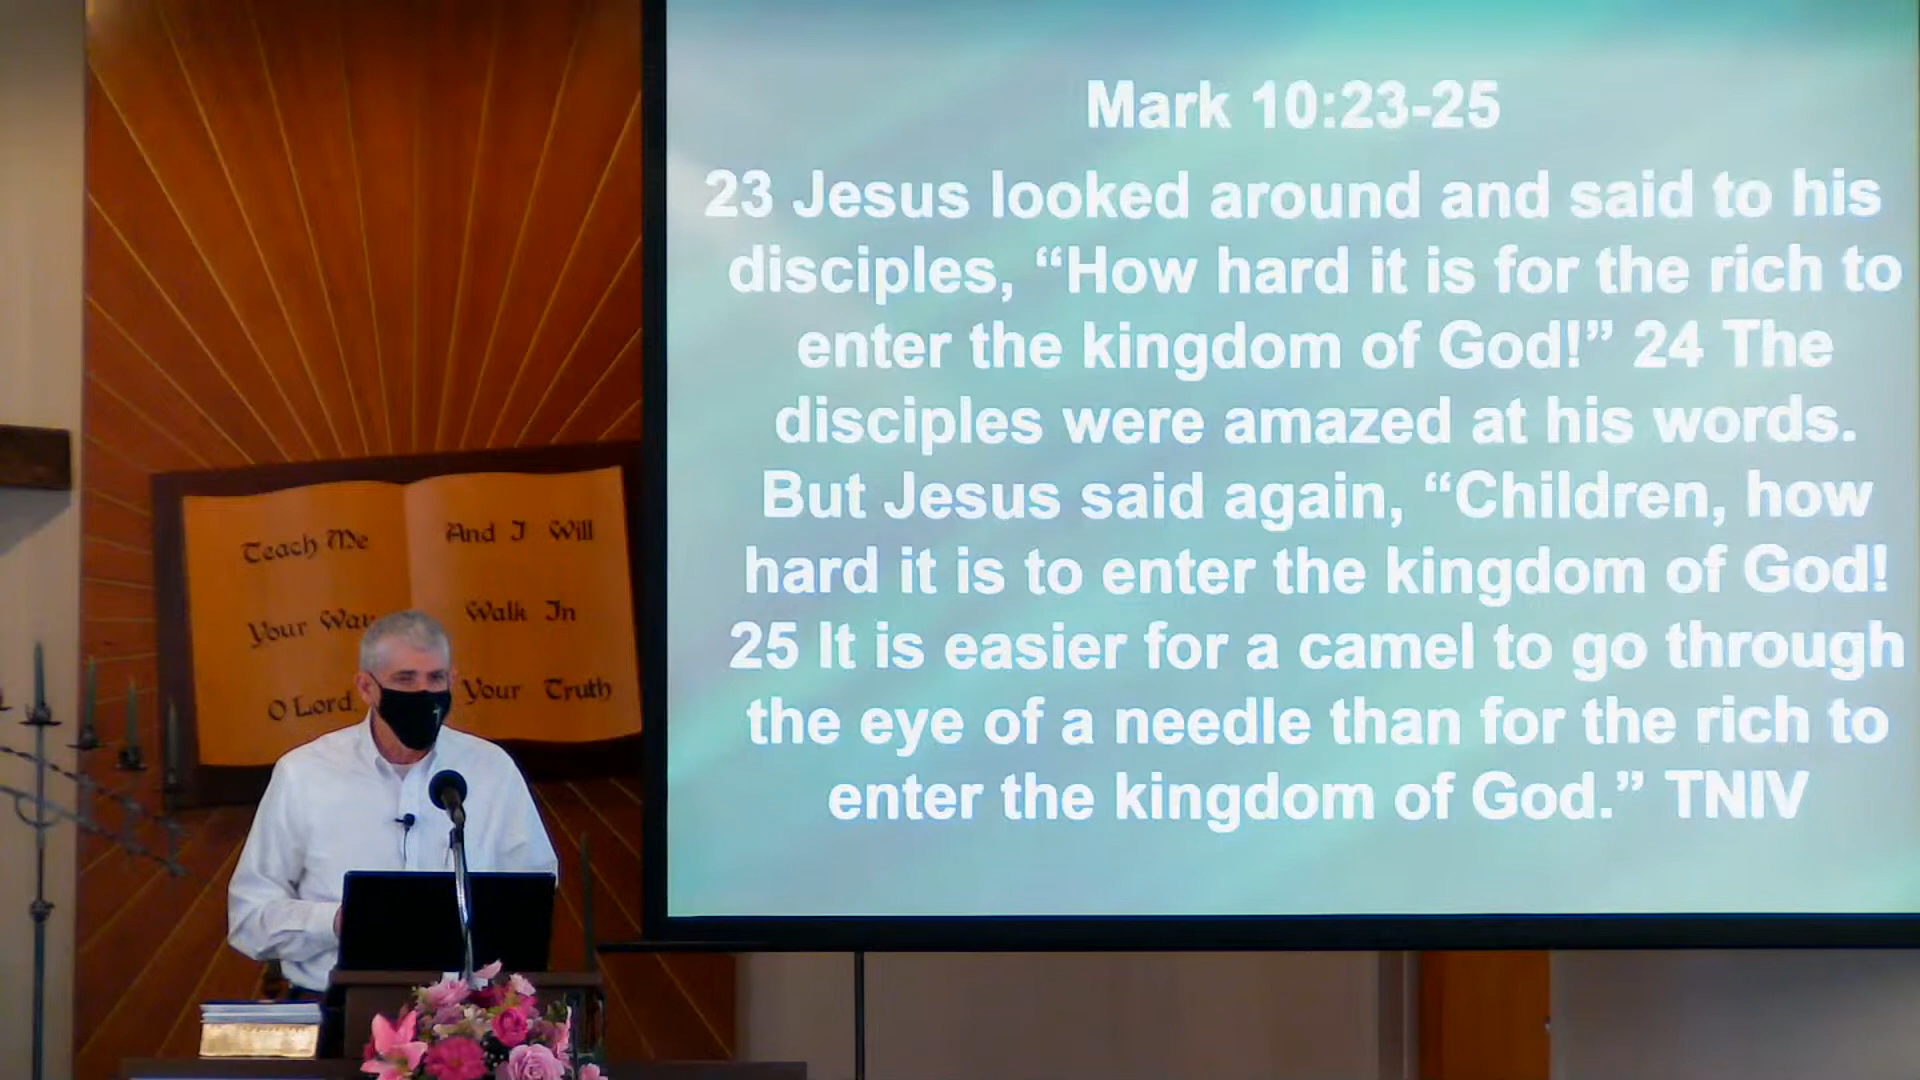 Mark 10:23-25
23 Jesus looked around and said to his
disciples, “How hard it is for the rich to
enter the kingdom of God!” 24 The
disciples were amazed at his words.
But Jesus said again, “Children, how
hard it is to enter the kingdom of God!
25 It is easier for a camel to go through
the eye of a needle than for the rich to
enter the kingdom of God.” TNIV
Teach Me
Your Way
O Lord,
And I Will
Walk In
Your Truth